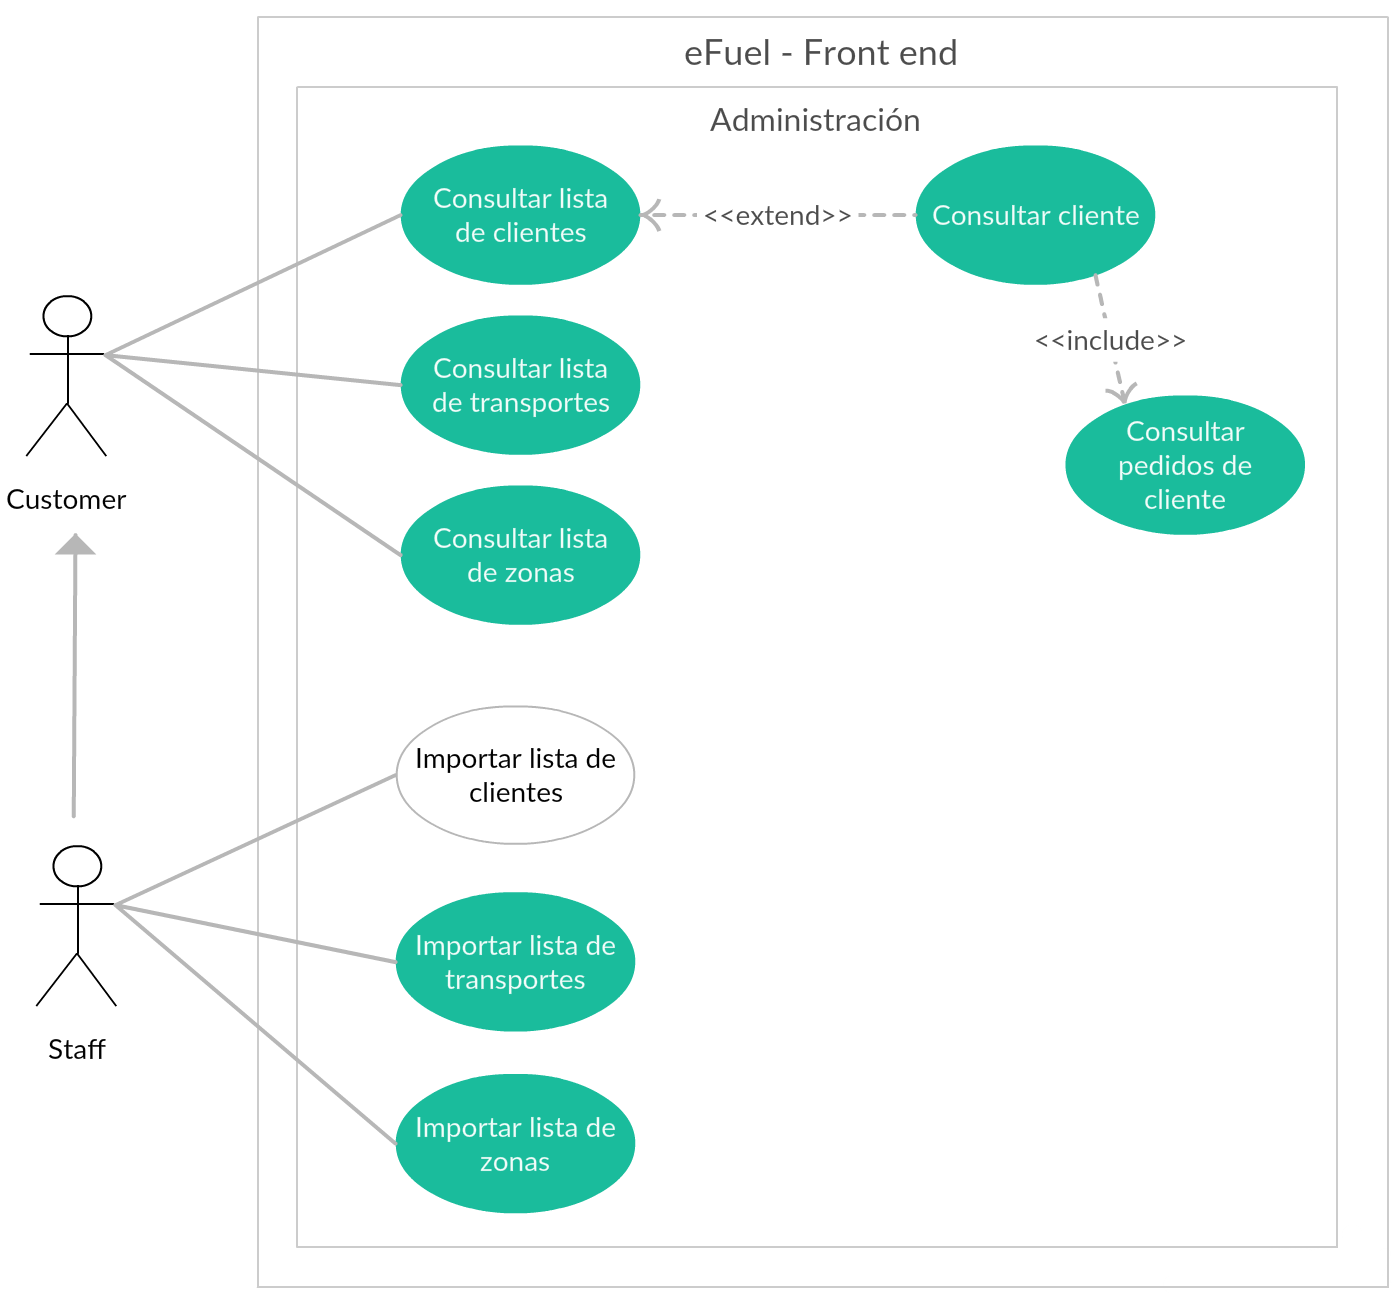 eFuel - Front end
Administración
Consultar lista
de clientes
<<extend>>
Consultar cliente
<<include>>
Consultar lista
de transportes
Consultar
pedidos de
cliente
Customer
Consultar lista
de zonas
Importar lista de
clientes
Importar lista de
transportes
Staff
Importar lista de
zonas